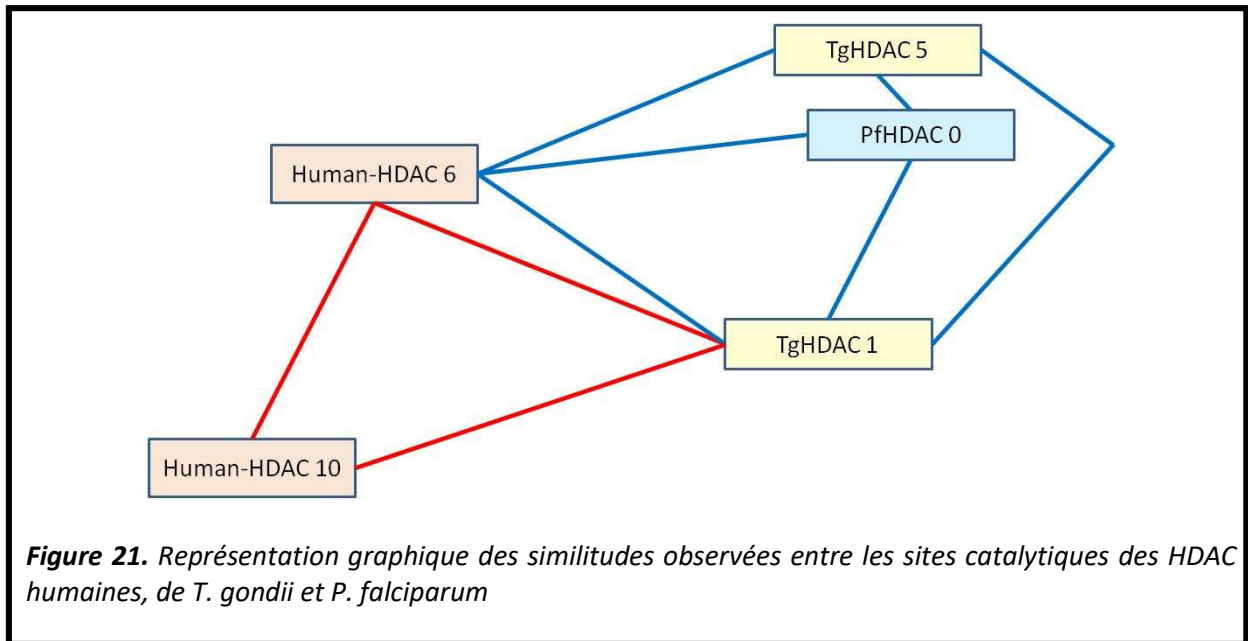 TgHDAC 5
PfHDAC 0
Human-HDAC 6
TgHDAC 1
Human-HDAC 10
Figure 21. Représentation graphique des similitudes observées entre les sites catalytiques des HDAC
humaines, de T. gondii et P. falciparum